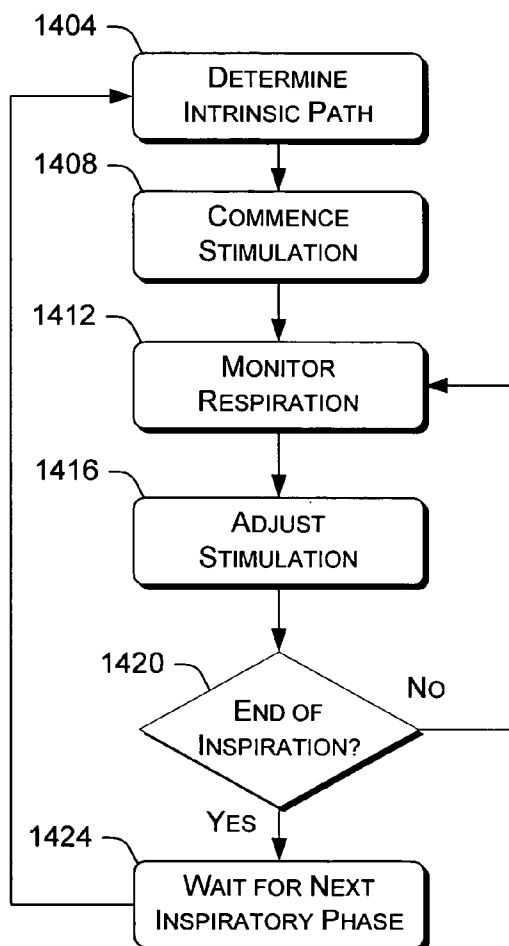 1404
DETERMINE
INTRINSIC PATH
1408
COMMENCE
STIMULATION
1412
MONITOR
RESPIRATION
1416
ADJUST
STIMULATION
1420
END OF
INSPIRATION?
NO
YES
1424
WAIT FOR NEXT
INSPIRATORY PHASE